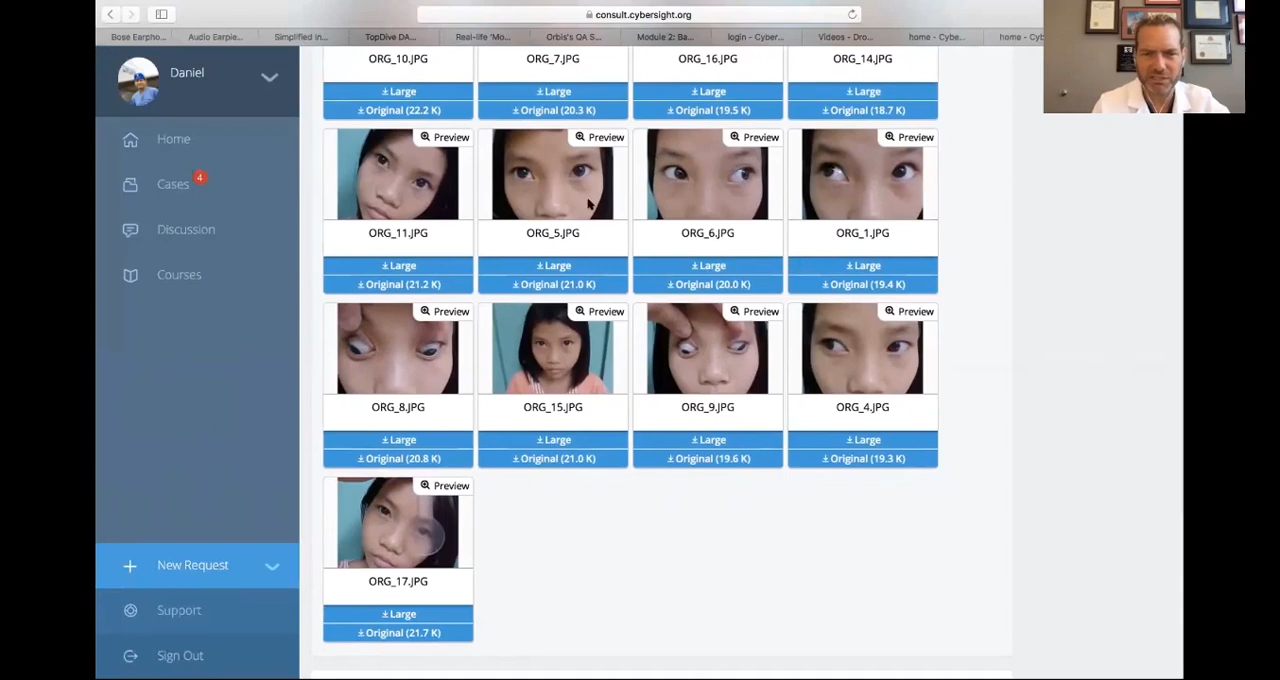 consult.cybersight.org
Bose Earpho... Audio Earpie... Simplified in... TopDive DA... Real-life 'Mo... Orbis's QA S... Module 2: Ba... login - Cyber... Videos - Dro... home - Cybe... home - Cyb
Daniel
Home
Cases 4
Discussion
Courses
New Request
Support
Sign Out
ORG_10.JPG ORG_7.JPG ORG_16.JPG ORG_14.JPG
Large Large Large Large
Original (22.2 K) Original (20.3 K) Original (19.5 K) Original (18.7 K)
Preview Preview Preview Preview
ORG_11.JPG ORG_5.JPG ORG_6.JPG ORG_1.JPG
Large Large Large Large
Original (21.2 K) Original (21.0 K) Original (20.0 K) Original (19.4 K)
Preview Preview Preview Preview
ORG_8.JPG ORG_15.JPG ORG_9.JPG ORG_4.JPG
Large Large Large Large
Original (20.8 K) Original (21.0 K) Original (19.6 K) Original (19.3 K)
Preview
ORG_17.JPG
Large
Original (21.7 K)